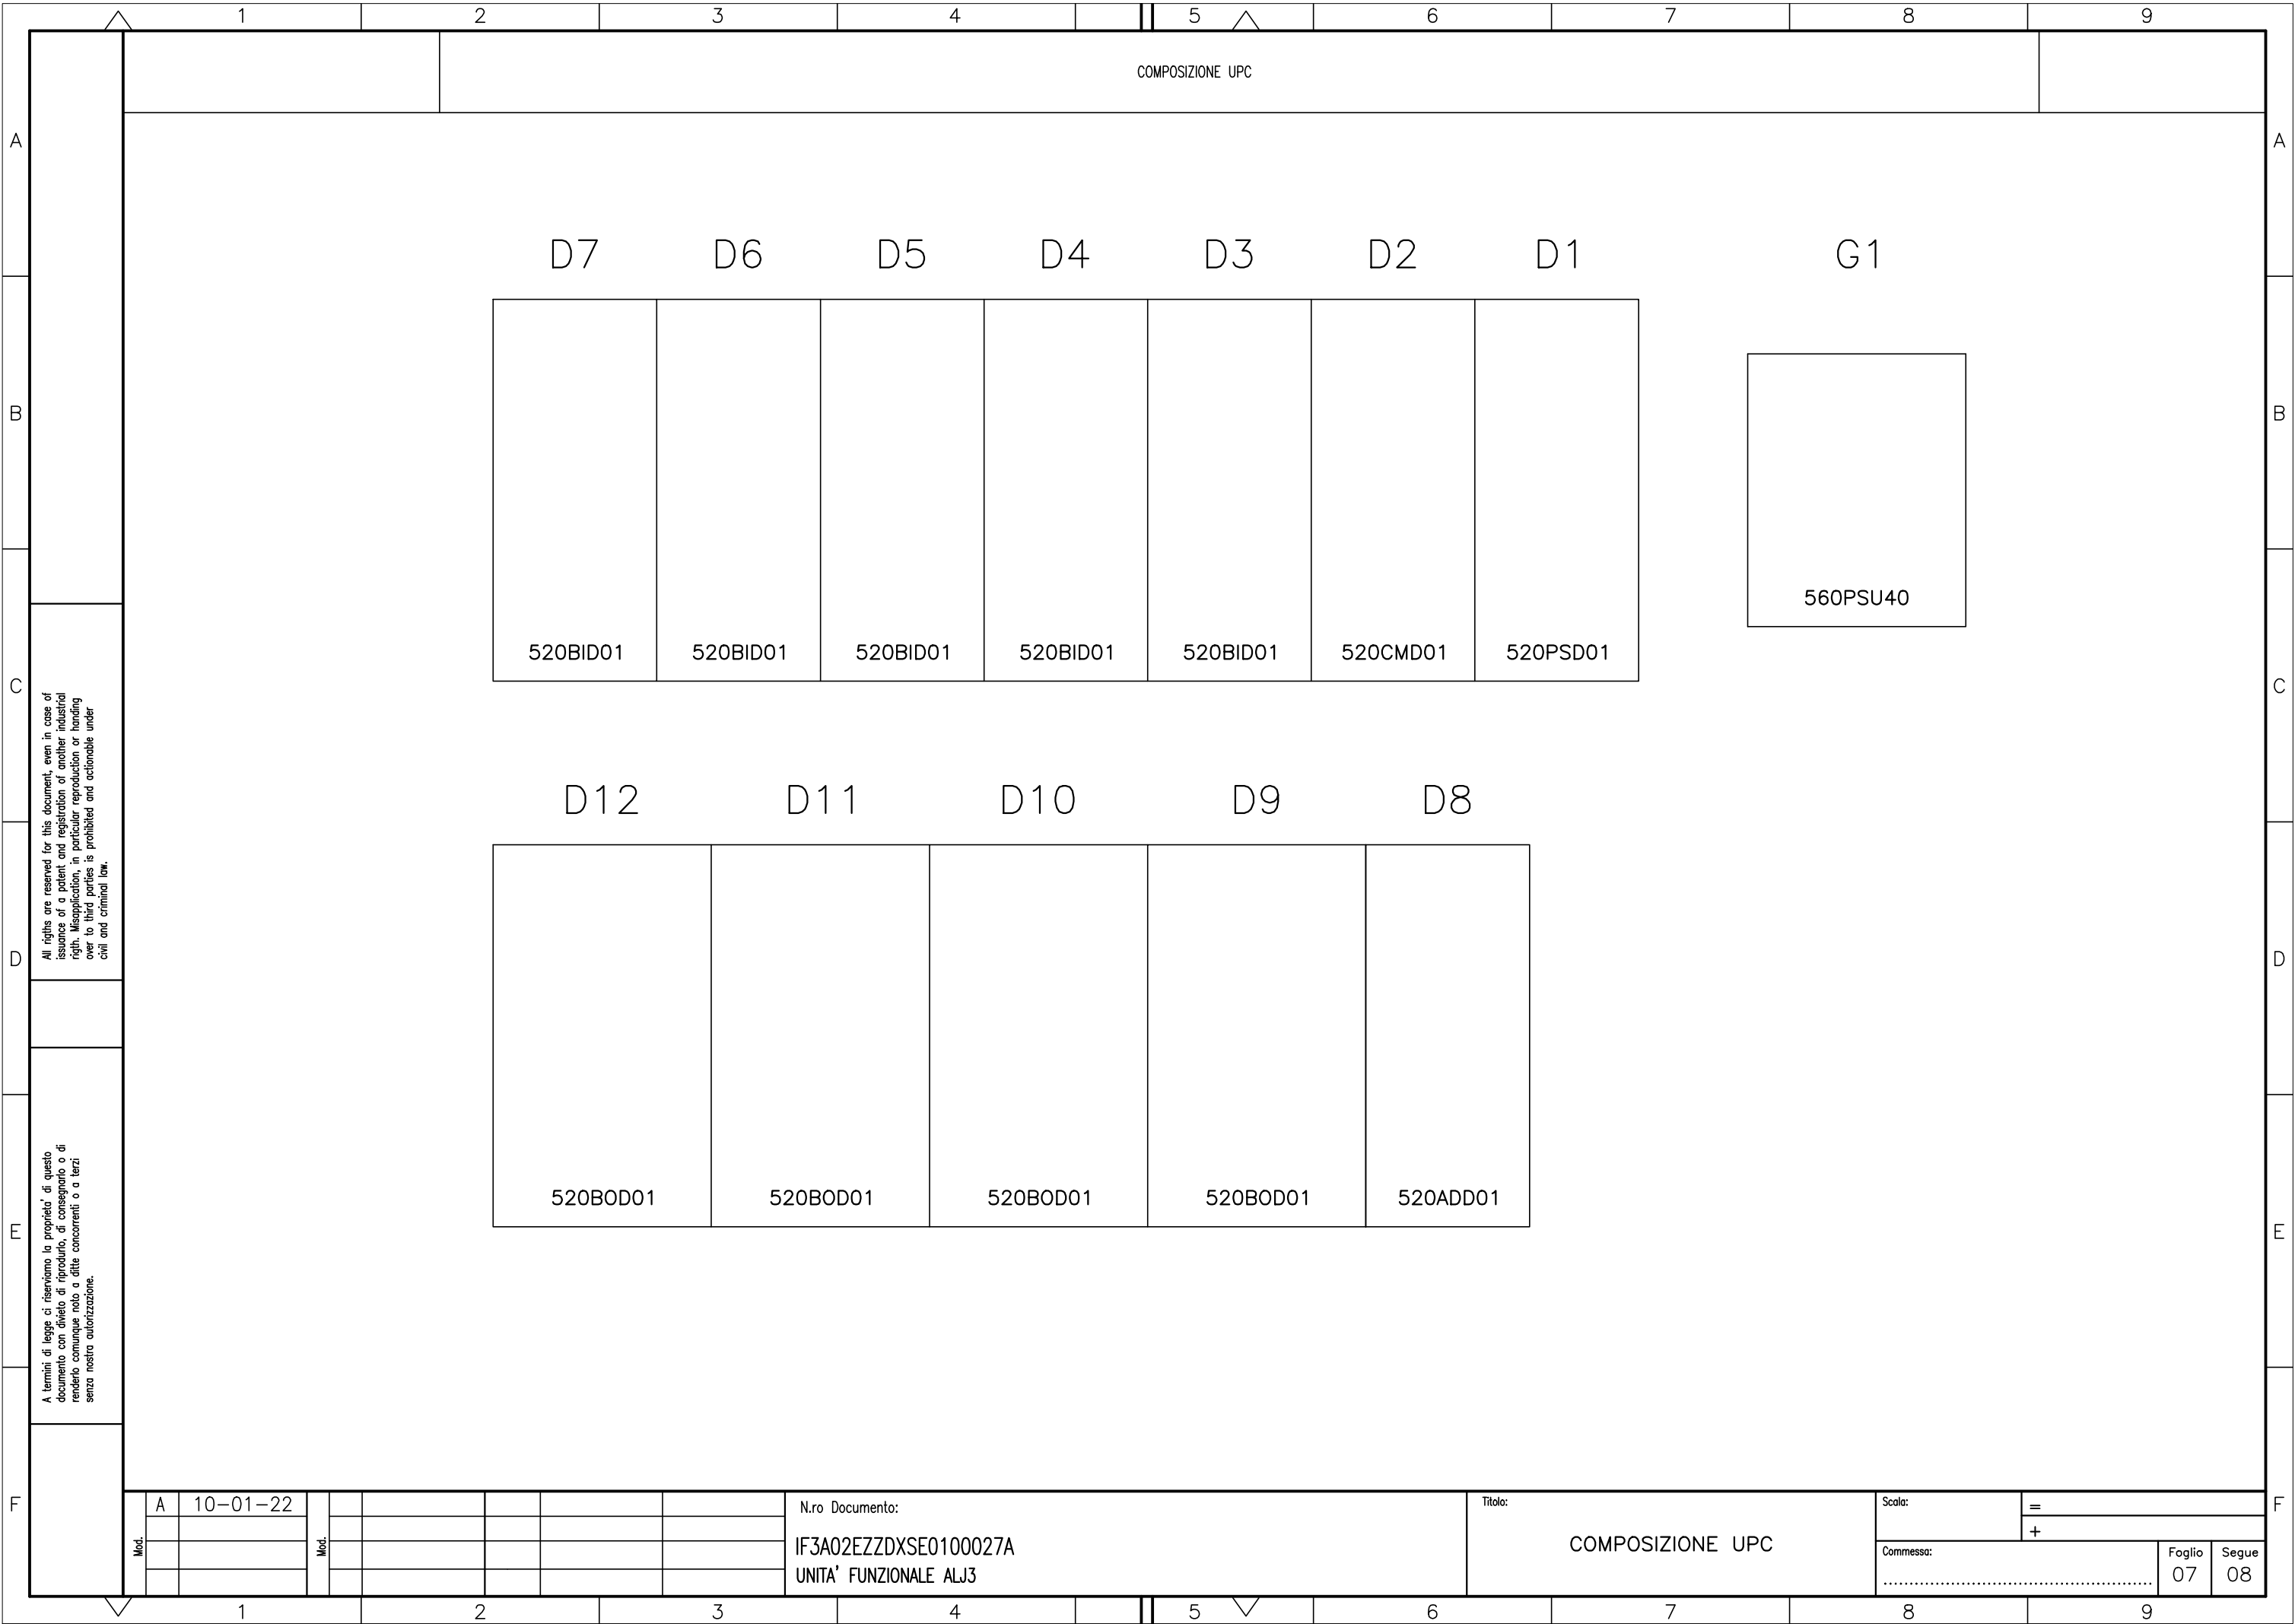 1 2 3 4 5 6 7 8 9
COMPOSIZIONE UPC
A A
D7 D6 D5 D4 D3 D2 D1 G1
B B
560PSU40
520BID01 520BID01 520BID01 520BID01 520BID01 520CMD01 520PSD01
C C
All rigths are reserved for this document, even in case of
issuance of a patent and registration of another industrial
rigth. Misapplication, in particular reproduction or handing
over to third parties is prohibited and actionable under
civil and criminal law.
D12 D11 D10 D9 D8
D D
520BOD01 520BOD01 520BOD01 520BOD01 520ADD01
E E
A termini di legge ci riserviamo la proprieta' di questo
documento con divieto di riprodurlo, di consegnarlo o di
renderlo comunque noto a ditte concorrenti o a terzi
senza nostra autorizzazione.
F F
Mod. A 10-01-22 Mod.
N.ro Documento:
IF3A02EZZDXSE0100027A
UNITA' FUNZIONALE ALJ3
Titolo:
COMPOSIZIONE UPC
Scala: =
+
Commessa: ....................................................
Foglio Segue
07 08
1 2 3 4 5 6 7 8 9